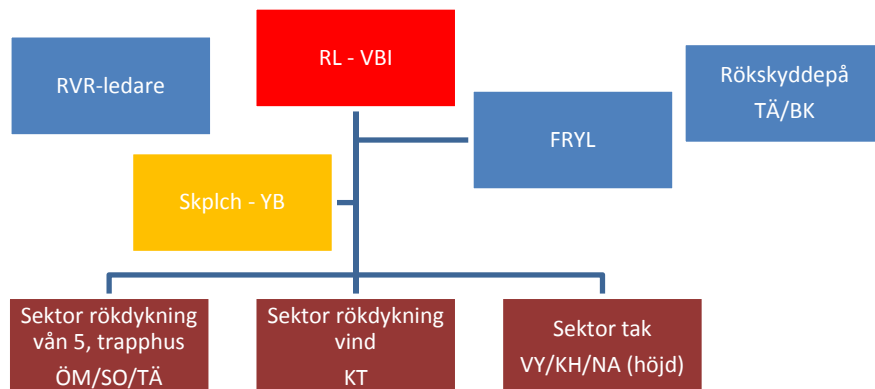 RL - VBI
RVR-ledare
Rökskyddepå
TÄ/BK
FRYL
Skplch - YB
Sektor rökdykning
vån 5, trapphus
ÖM/SO/TÄ
Sektor rökdykning
vind
KT
Sektor tak
VY/KH/NA (höjd)